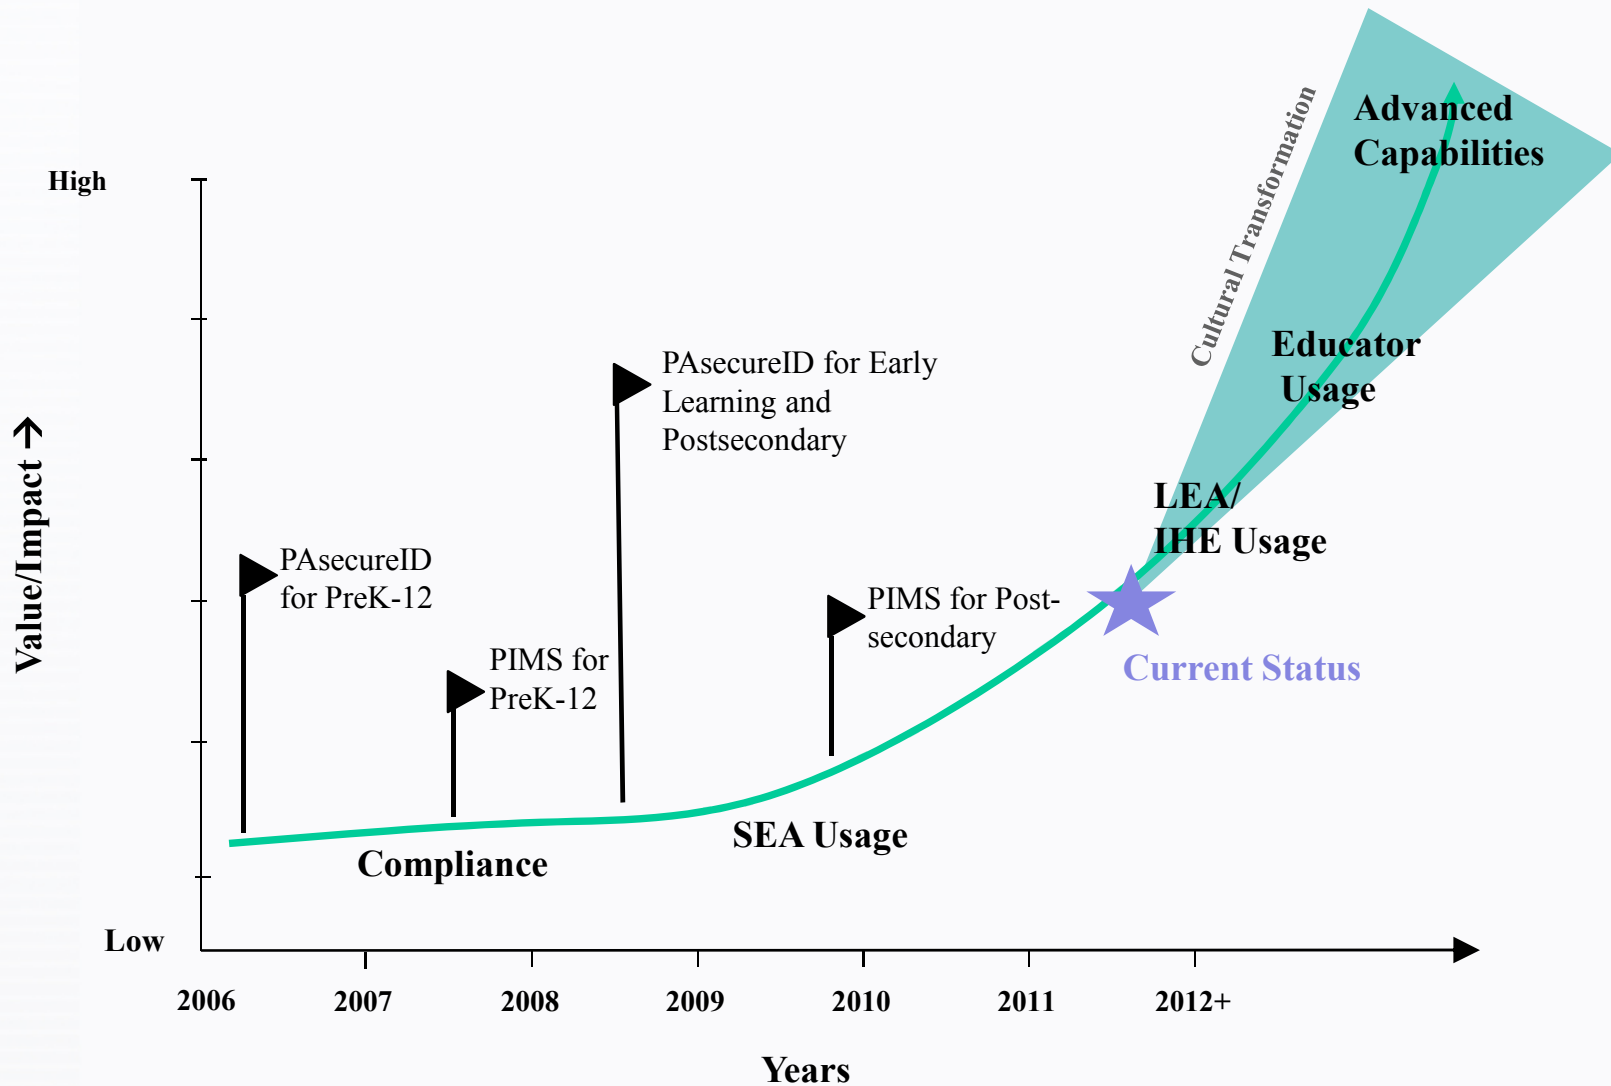 Advanced
Capabilities
Cultural Transformation
High
Educator
Usage
PAsecureID for Early
Learning and
Postsecondary
Value/Impact →
LEA/
IHE Usage
PAsecureID
for PreK-12
PIMS for Post-
secondary
PIMS for
PreK-12
Current Status
SEA Usage
Compliance
Low
2006 2007 2008 2009 2010 2011 2012+
Years